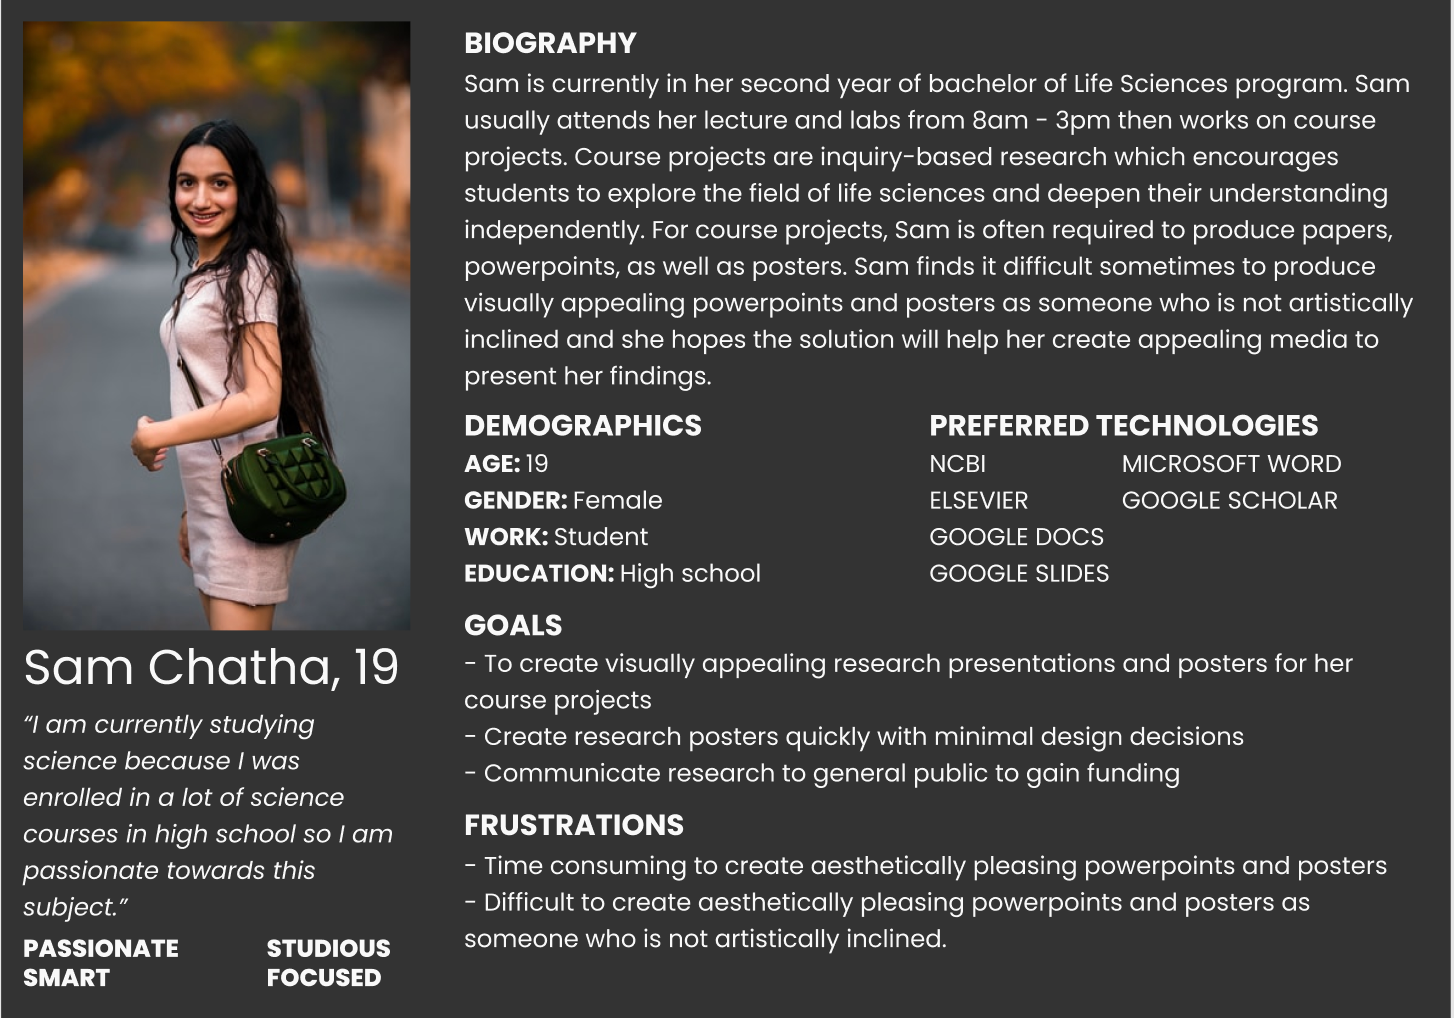 Sam Chatha, 19
“I am currently studying
science because I was
enrolled in a lot of science
courses in high school so I am
passionate towards this
subject.”
PASSIONATE STUDIOUS
SMART FOCUSED
BIOGRAPHY
Sam is currently in her second year of bachelor of Life Sciences program. Sam
usually attends her lecture and labs from 8am - 3pm then works on course
projects. Course projects are inquiry-based research which encourages
students to explore the field of life sciences and deepen their understanding
independently. For course projects, Sam is often required to produce papers,
powerpoints, as well as posters. Sam finds it difficult sometimes to produce
visually appealing powerpoints and posters as someone who is not artistically
inclined and she hopes the solution will help her create appealing media to
present her findings.
DEMOGRAPHICS
AGE: 19
GENDER: Female
WORK: Student
EDUCATION: High school
PREFERRED TECHNOLOGIES
NCBI MICROSOFT WORD
ELSEVIER GOOGLE SCHOLAR
GOOGLE DOCS
GOOGLE SLIDES
GOALS
- To create visually appealing research presentations and posters for her
course projects
- Create research posters quickly with minimal design decisions
- Communicate research to general public to gain funding
FRUSTRATIONS
- Time consuming to create aesthetically pleasing powerpoints and posters
- Difficult to create aesthetically pleasing powerpoints and posters as
someone who is not artistically inclined.